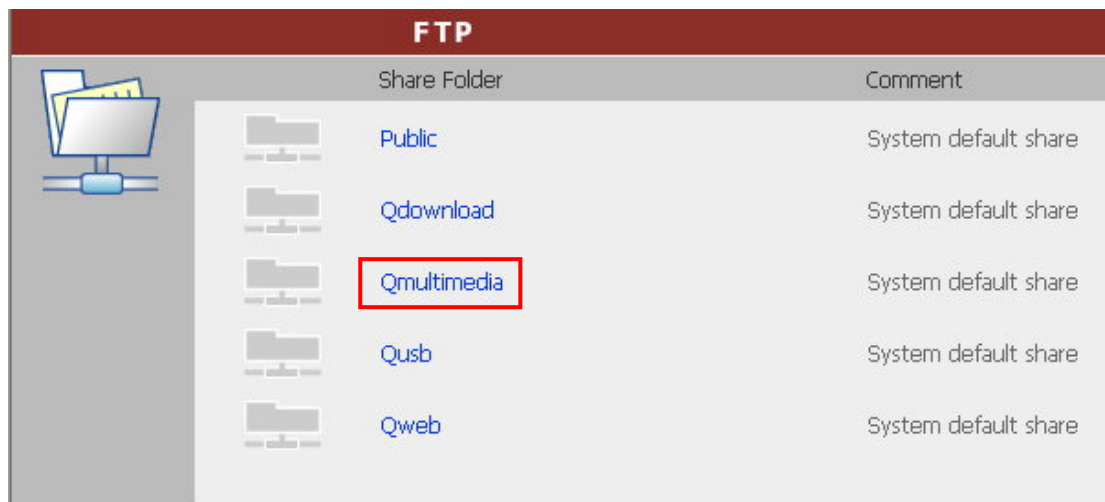 FTP
Share Folder Comment
Public System default share
Qdownload System default share
Qmultimedia System default share
Qusb System default share
Qweb System default share